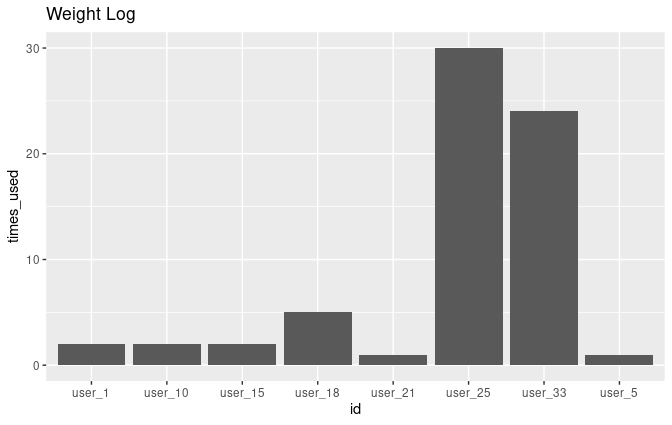 Weight Log
30
20
10
0
times_used
user_1 user_10 user_15 user_18 user_21 user_25 user_33 user_5
id